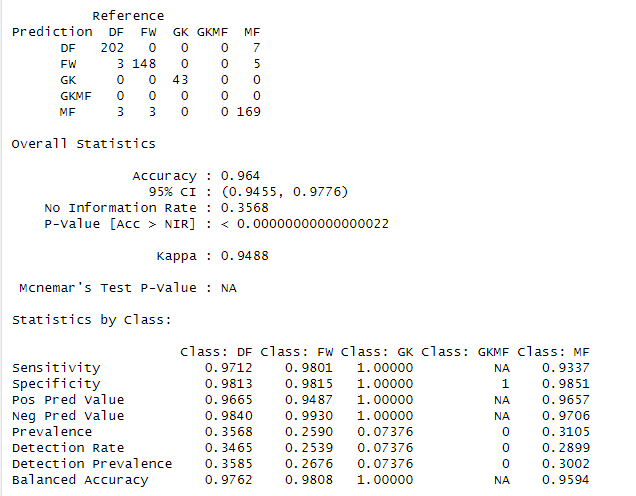 Reference
Prediction DF FW GK GKMF MF
DF 202 0 0 0 7
FW 3 148 0 0 5
GK 0 0 43 0 0
GKMF 0 0 0 0 0
MF 3 3 0 0 169
Overall Statistics
Accuracy : 0.964
95% CI : (0.9455, 0.9776)
No Information Rate : 0.3568
P-Value [Acc > NIR] : < 0.00000000000000022
Kappa : 0.9488
Mcnemar's Test P-Value : NA
Statistics by Class:
Class: DF Class: FW Class: GK Class: GKMF Class: MF
Sensitivity 0.9712 0.9801 1.00000 NA 0.9337
Specificity 0.9813 0.9815 1.00000 1 0.9851
Pos Pred Value 0.9665 0.9487 1.00000 NA 0.9657
Neg Pred Value 0.9840 0.9930 1.00000 NA 0.9706
Prevalence 0.3568 0.2590 0.07376 0 0.3105
Detection Rate 0.3465 0.2539 0.07376 0 0.2899
Detection Prevalence 0.3585 0.2676 0.07376 0 0.3002
Balanced Accuracy 0.9762 0.9808 1.00000 NA 0.9594